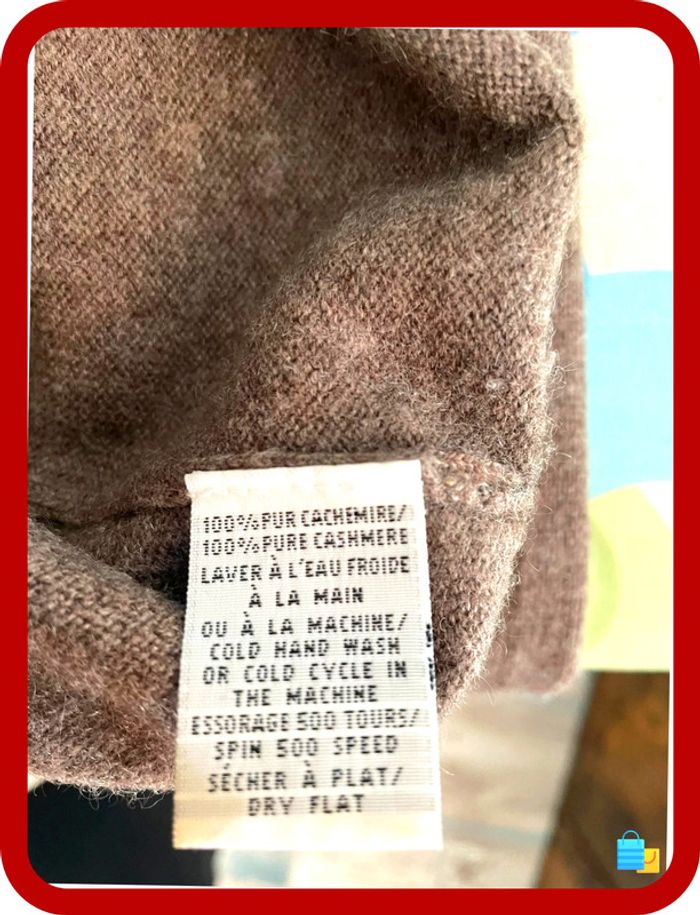 100% PUR CACHEMIRE/
100% PURE CASHMERE
LAVER À L'EAU FROIDE
À LA MAIN
OU À LA MACHINE/
COLD HAND WASH
OR COLD CYCLE IN
THE MACHINE
ESSORAGE 500 TOURS/
SPIN 500 SPEED
SÉCHER À PLAT/
DRY FLAT